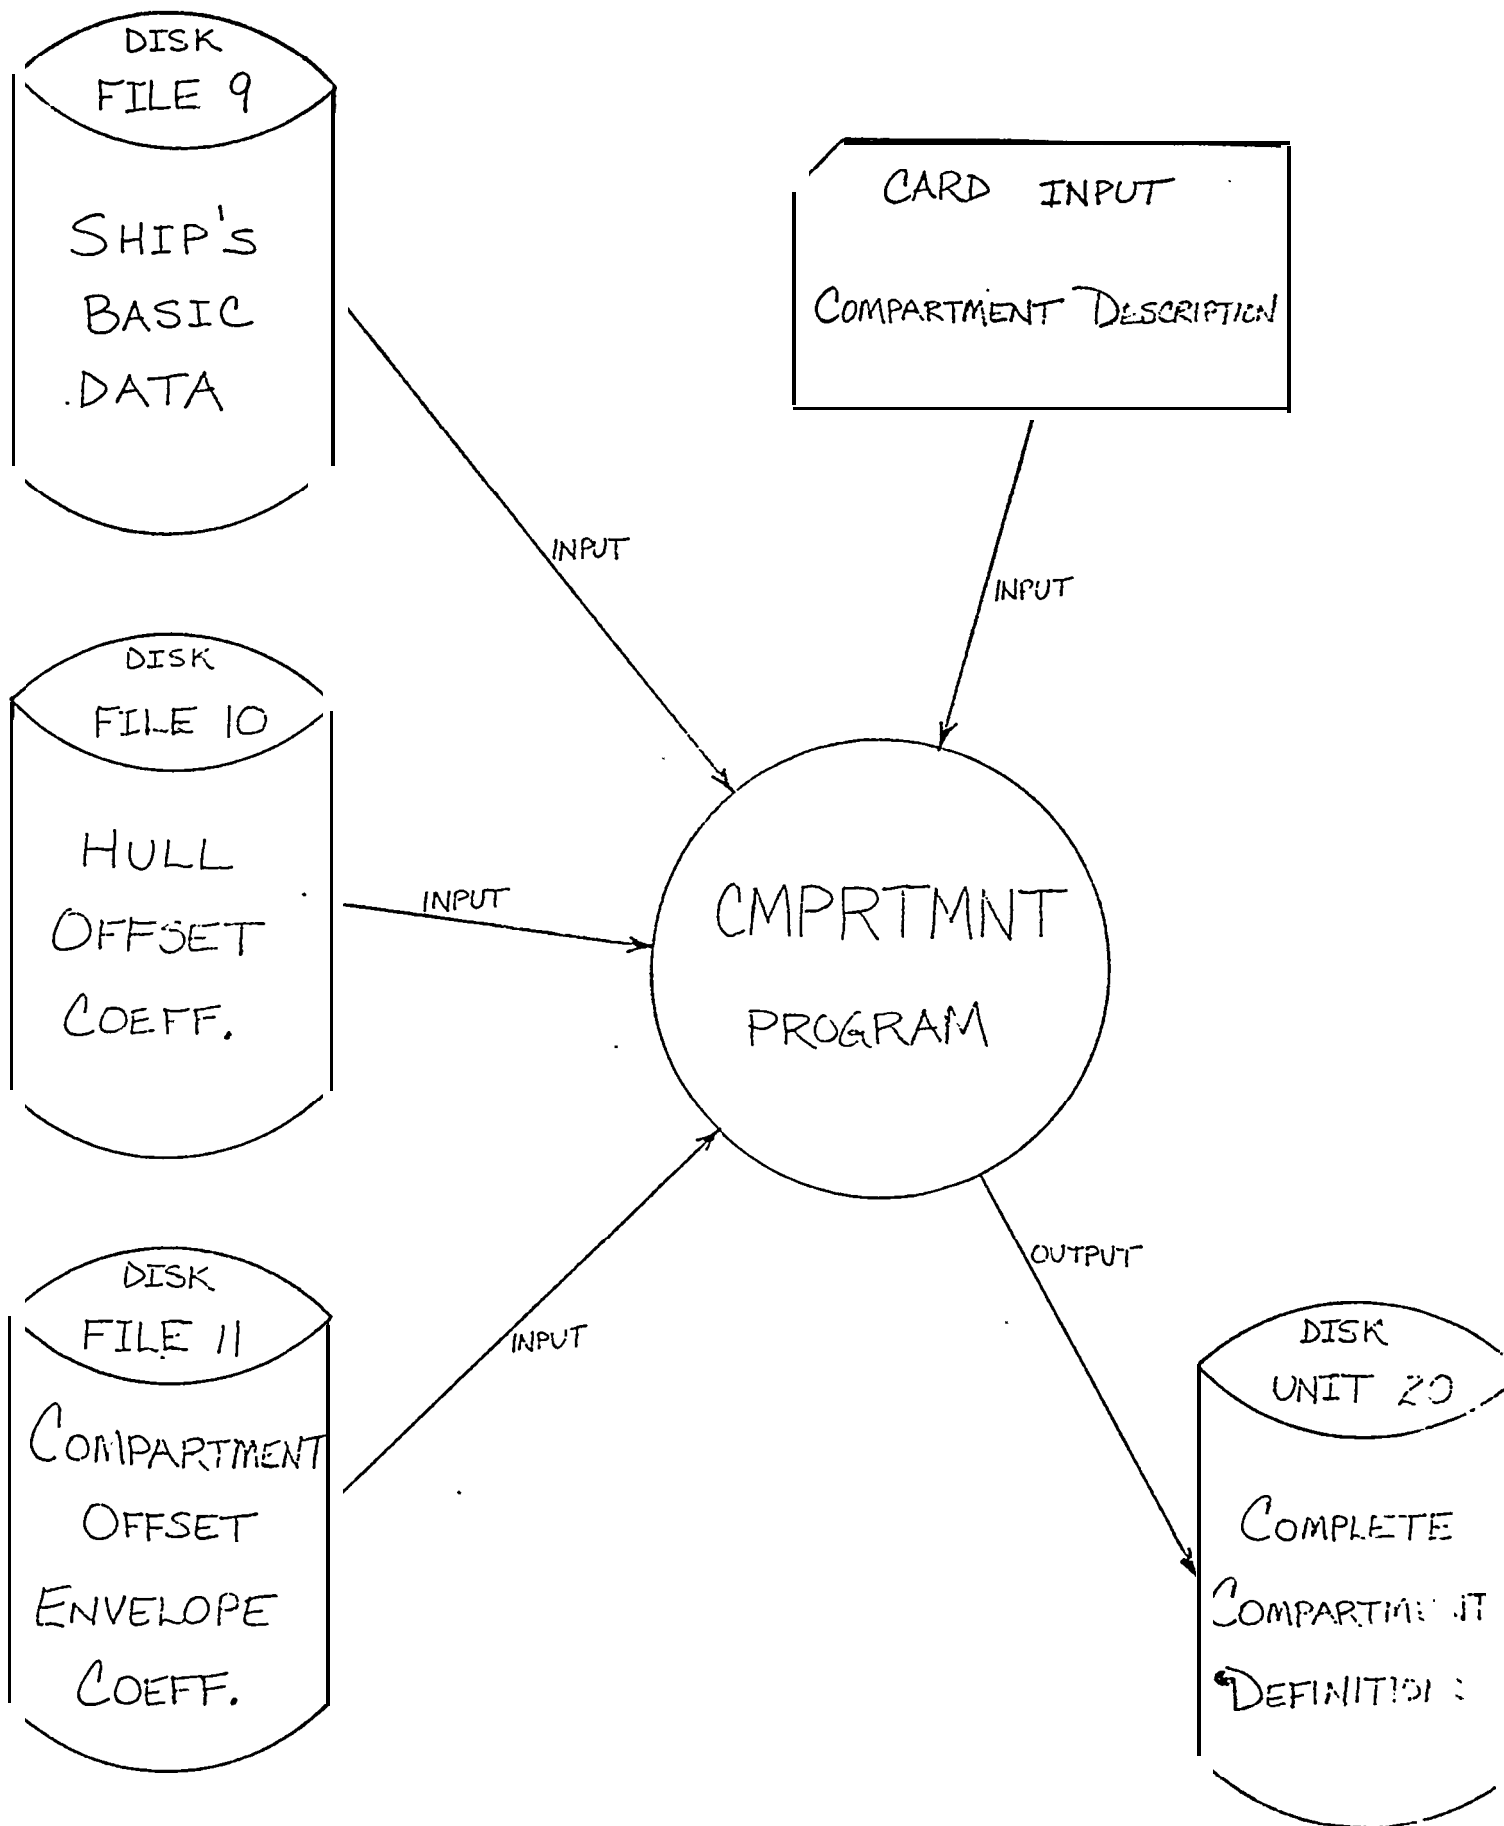 DISK
FILE 9
SHIP'S
BASIC
DATA
CARD INPUT
COMPARTMENT DESCRIPTION
INPUT
INPUT
DISK
FILE 10
HULL
OFFSET
COEFF.
INPUT
CMPRTMNT
PROGRAM
DISK
FILE 11
COMPARTMENT
OFFSET
ENVELOPE
COEFF.
INPUT
OUTPUT
DISK
UNIT 20
COMPLETE